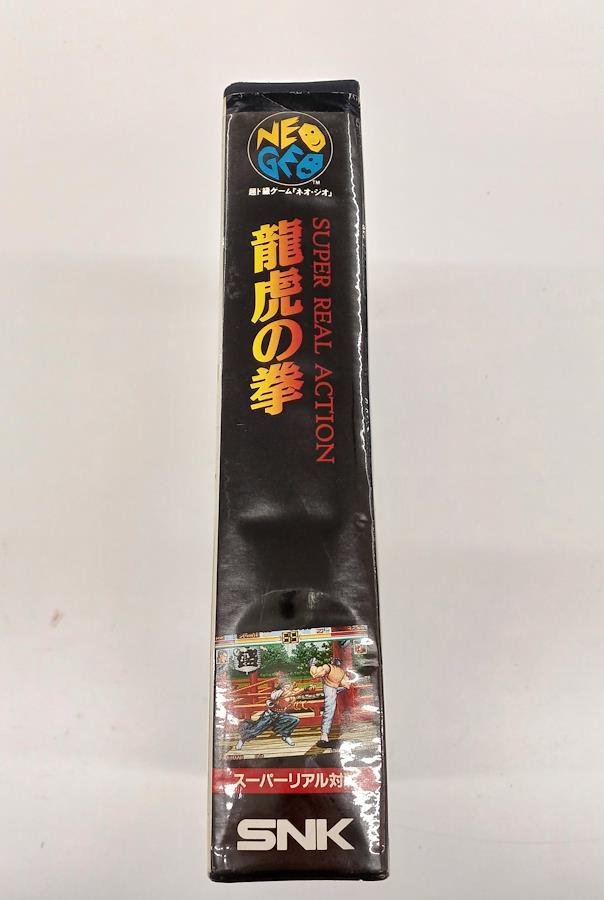 NEO
GEO
TM
超ド級ゲーム「ネオ・ジオ」
SUPER REAL ACTION
龍虎の拳
スーパーリアル対
SNK